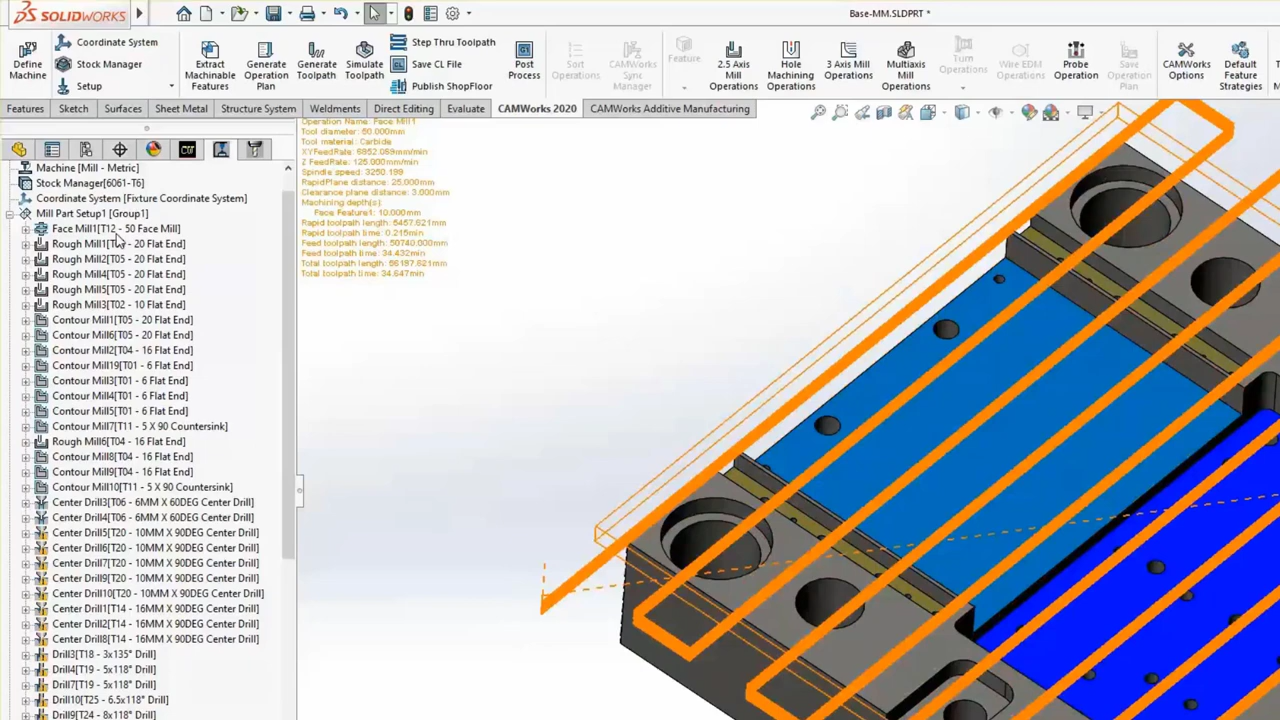 SOLIDWORKS
Base-MM.SLDPRT *
Define Machine
Coordinate System
Stock Manager
Setup
Extract Machinable Features
Generate Operation Plan
Generate Toolpath
Simulate Toolpath
Step Thru Toolpath
Save CL File
Publish ShopFloor
Post Process
Sort Operations
CAMWorks Sync Manager
Feature
2.5 Axis Mill Operations
Hole Machining Operations
3 Axis Mill Operations
Multiaxis Mill Operations
Turn Operations
Wire EDM Operations
Probe Operation
Save Operation Plan
CAMWorks Options
Default Feature Strategies
Features
Sketch
Surfaces
Sheet Metal
Structure System
Weldments
Direct Editing
Evaluate
CAMWorks 2020
CAMWorks Additive Manufacturing
Machine [Mill - Metric]
Stock Manager[6061-T6]
Coordinate System [Fixture Coordinate System]
Mill Part Setup1 [Group1]
Face Mill1[T12 - 50 Face Mill]
Rough Mill1[T05 - 20 Flat End]
Rough Mill2[T05 - 20 Flat End]
Rough Mill4[T05 - 20 Flat End]
Rough Mill5[T05 - 20 Flat End]
Rough Mill3[T02 - 10 Flat End]
Contour Mill1[T05 - 20 Flat End]
Contour Mill6[T05 - 20 Flat End]
Contour Mill2[T04 - 16 Flat End]
Contour Mill19[T01 - 6 Flat End]
Contour Mill3[T01 - 6 Flat End]
Contour Mill4[T01 - 6 Flat End]
Contour Mill5[T01 - 6 Flat End]
Contour Mill7[T11 - 5 X 90 Countersink]
Rough Mill6[T04 - 16 Flat End]
Contour Mill8[T04 - 16 Flat End]
Contour Mill9[T04 - 16 Flat End]
Contour Mill10[T11 - 5 X 90 Countersink]
Center Drill3[T06 - 6MM X 60DEG Center Drill]
Center Drill4[T06 - 6MM X 60DEG Center Drill]
Center Drill5[T20 - 10MM X 90DEG Center Drill]
Center Drill6[T20 - 10MM X 90DEG Center Drill]
Center Drill7[T20 - 10MM X 90DEG Center Drill]
Center Drill9[T20 - 10MM X 90DEG Center Drill]
Center Drill10[T20 - 10MM X 90DEG Center Drill]
Center Drill1[T14 - 16MM X 90DEG Center Drill]
Center Drill2[T14 - 16MM X 90DEG Center Drill]
Center Drill8[T14 - 16MM X 90DEG Center Drill]
Drill3[T18 - 3x135° Drill]
Drill4[T19 - 5x118° Drill]
Drill7[T19 - 5x118° Drill]
Drill10[T25 - 6.5x118° Drill]
Drill9[T24 - 8x118° Drill]
Operation Name: Face Mill1
Tool diameter: 50.000mm
Tool material: Carbide
XYFeedRate: 6952.069mm/min
Z FeedRate: 125.000mm/min
Spindle speed: 3250.199
RapidPlane distance: 25.000mm
Clearance plane distance: 3.000mm
Machining depth(s):
Face Feature1: 10.000mm
Rapid toolpath length: 5457.621mm
Rapid toolpath time: 0.215min
Feed toolpath length: 50740.000mm
Feed toolpath time: 34.432min
Total toolpath length: 56197.621mm
Total toolpath time: 34.647min